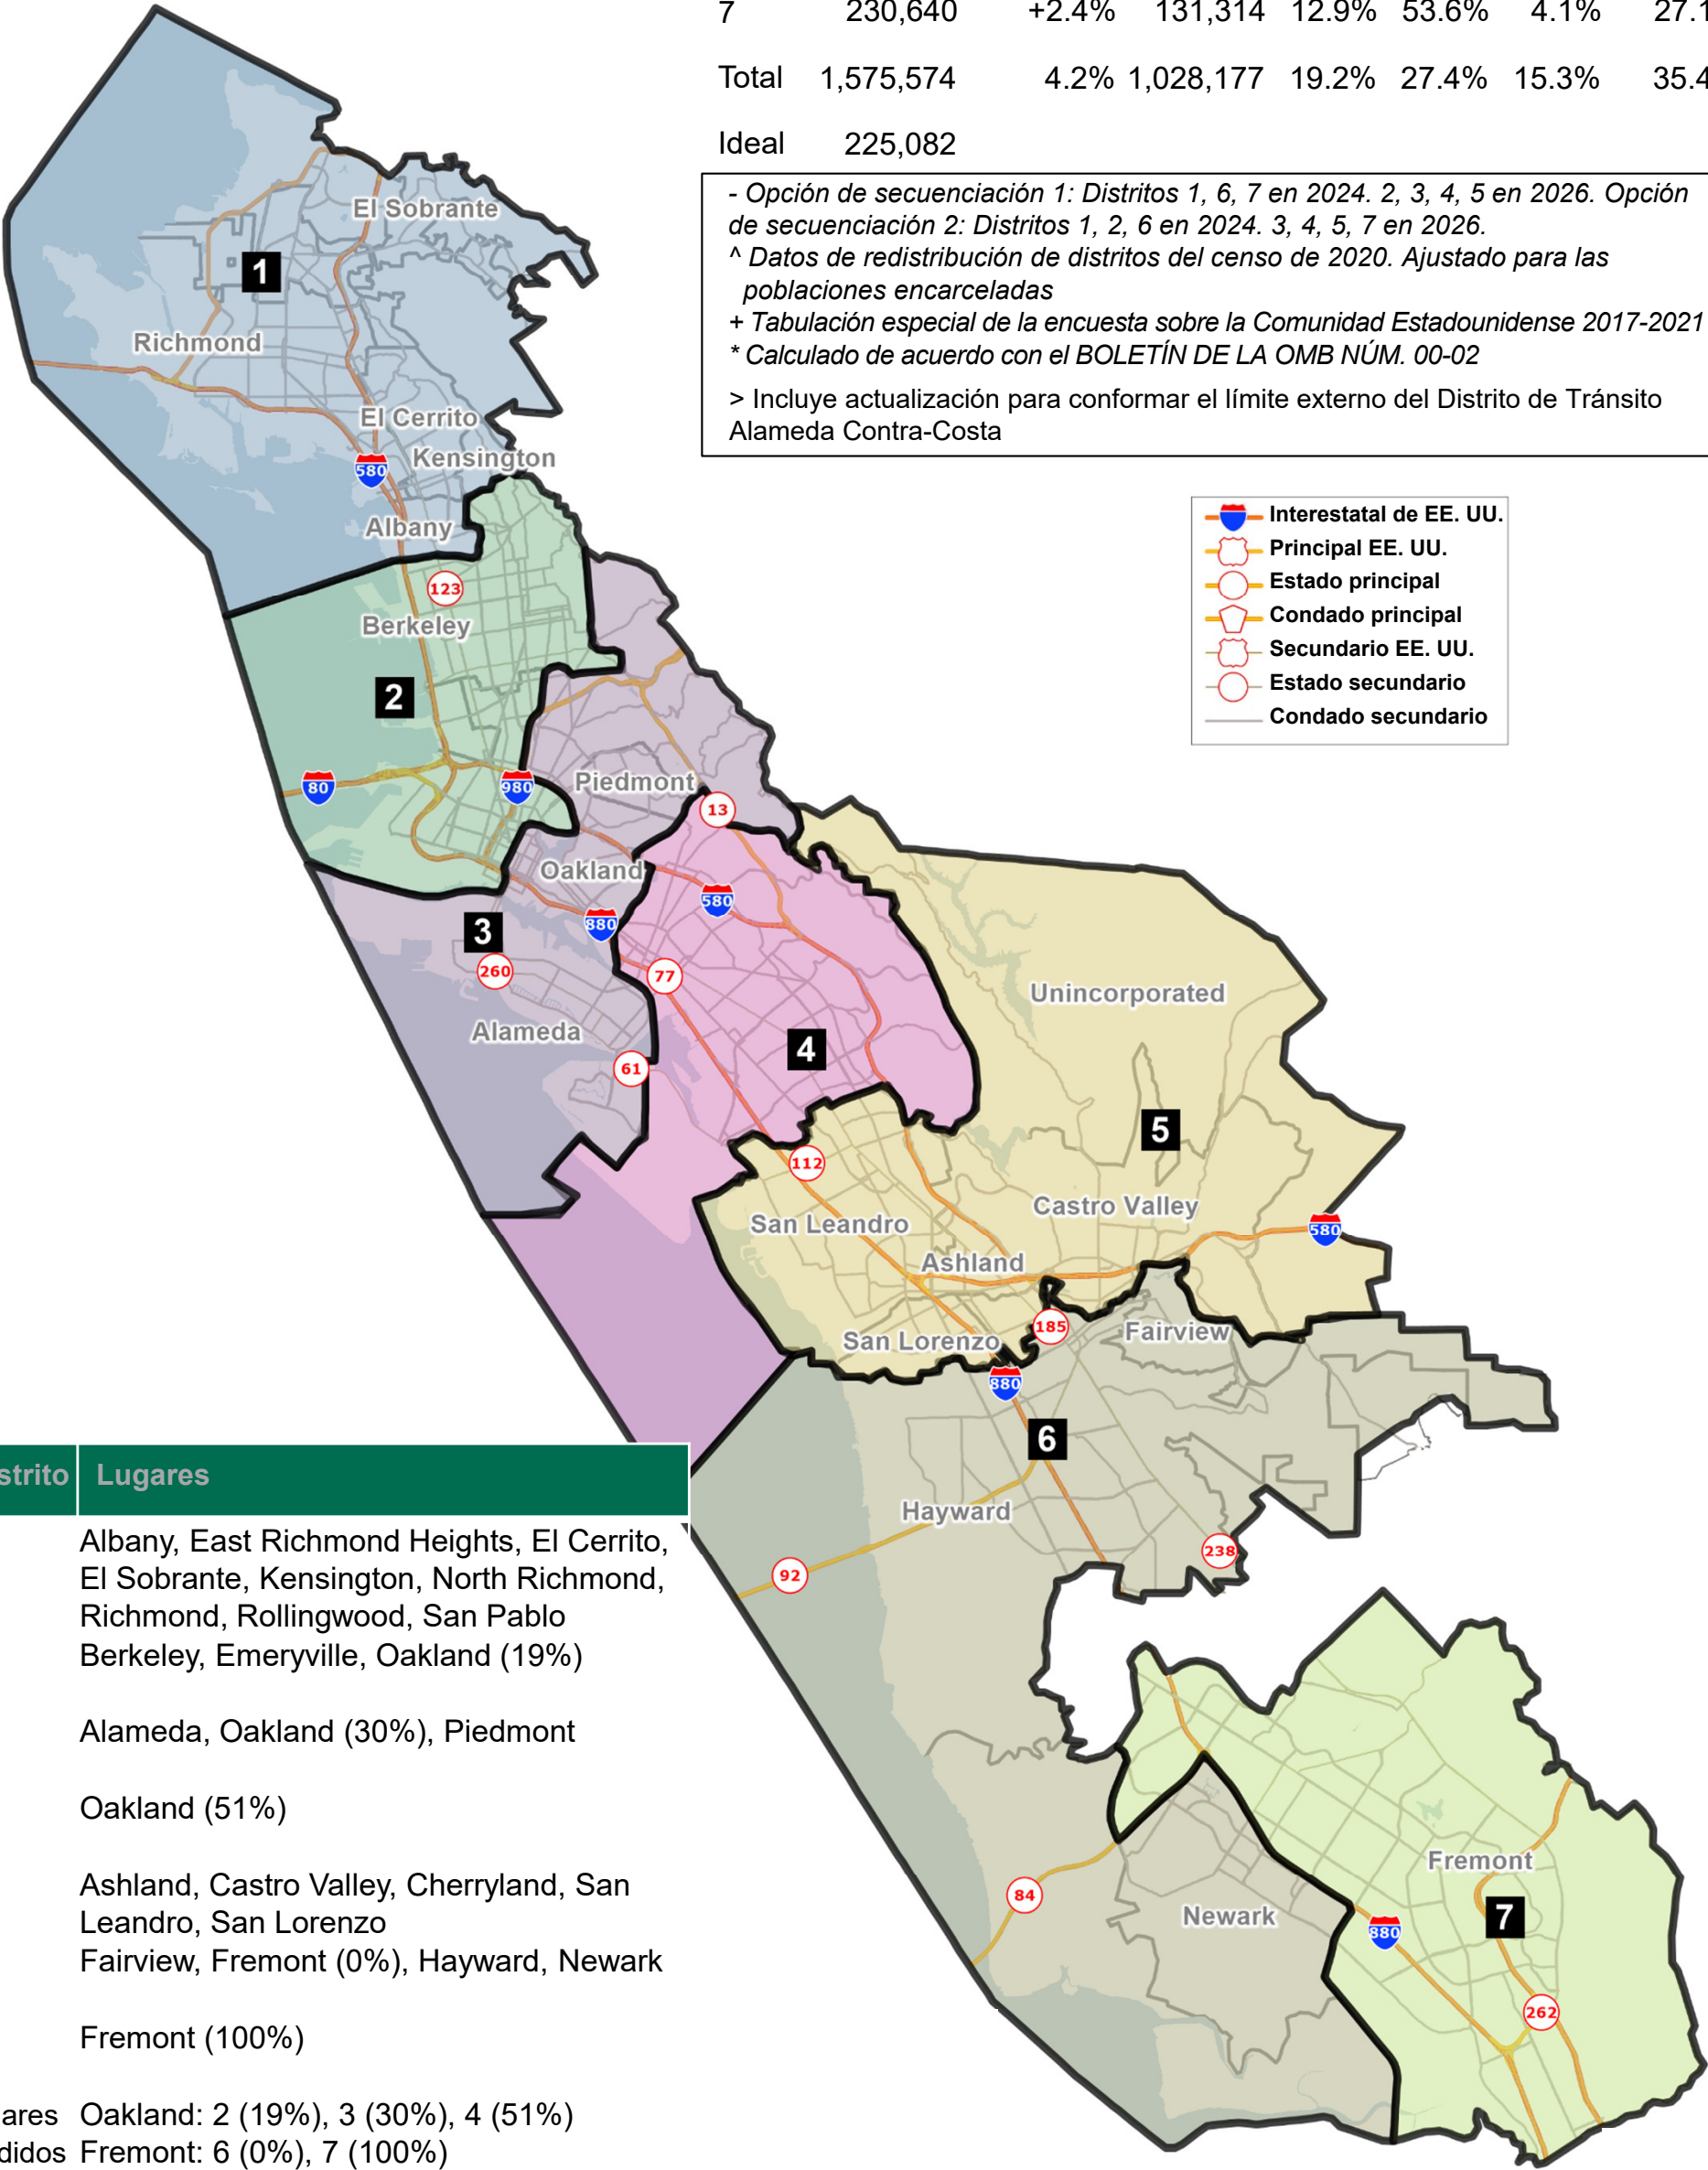 7 230,640 +2.4% 131,314 12.9% 53.6% 4.1% 27.1
Total 1,575,574 4.2% 1,028,177 19.2% 27.4% 15.3% 35.4
Ideal 225,082
- Opción de secuenciación 1: Distritos 1, 6, 7 en 2024. 2, 3, 4, 5 en 2026. Opción
de secuenciación 2: Distritos 1, 2, 6 en 2024. 3, 4, 5, 7 en 2026.
^ Datos de redistribución de distritos del censo de 2020. Ajustado para las
poblaciones encarceladas
+ Tabulación especial de la encuesta sobre la Comunidad Estadounidense 2017-2021
* Calculado de acuerdo con el BOLETÍN DE LA OMB NÚM. 00-02
> Incluye actualización para conformar el límite externo del Distrito de Tránsito
Alameda Contra-Costa
Interestatal de EE. UU.
Principal EE. UU.
Estado principal
Condado principal
Secundario EE. UU.
Estado secundario
Condado secundario
El Sobrante
1
Richmond
El Cerrito
Kensington
580
Albany
123
Berkeley
2
80
980
Piedmont
13
Oakland
580
3
880
260
77
Unincorporated
Alameda
4
61
5
112
Castro Valley
San Leandro
580
Ashland
185
Fairview
San Lorenzo
880
6
Hayward
238
92
Fremont
84
Newark
7
880
262
strito Lugares
Albany, East Richmond Heights, El Cerrito,
El Sobrante, Kensington, North Richmond,
Richmond, Rollingwood, San Pablo
Berkeley, Emeryville, Oakland (19%)
Alameda, Oakland (30%), Piedmont
Oakland (51%)
Ashland, Castro Valley, Cherryland, San
Leandro, San Lorenzo
Fairview, Fremont (0%), Hayward, Newark
Fremont (100%)
ares Oakland: 2 (19%), 3 (30%), 4 (51%)
didos Fremont: 6 (0%), 7 (100%)